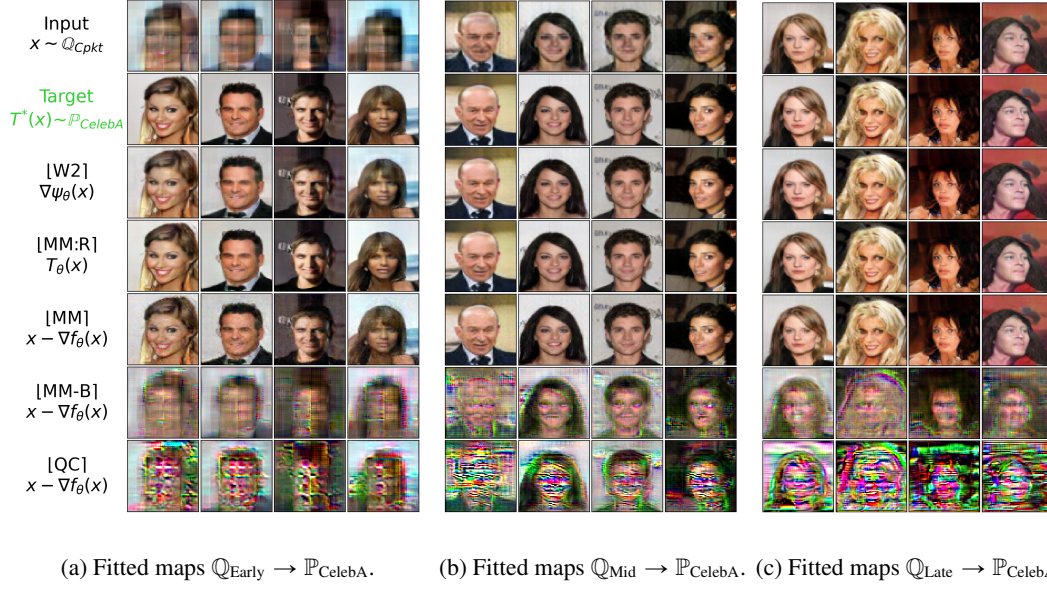 Input
x ∼ ℚ_Cpkt
Target
T*(x)∼ℙ_CelebA
⌊W2⌉
∇ψ_θ(x)
⌊MM:R⌉
T_θ(x)
⌊MM⌉
x − ∇f_θ(x)
⌊MM-B⌉
x − ∇f_θ(x)
⌊QC⌉
x − ∇f_θ(x)
(a) Fitted maps ℚ_Early → ℙ_CelebA.
(b) Fitted maps ℚ_Mid → ℙ_CelebA.
(c) Fitted maps ℚ_Late → ℙ_CelebA